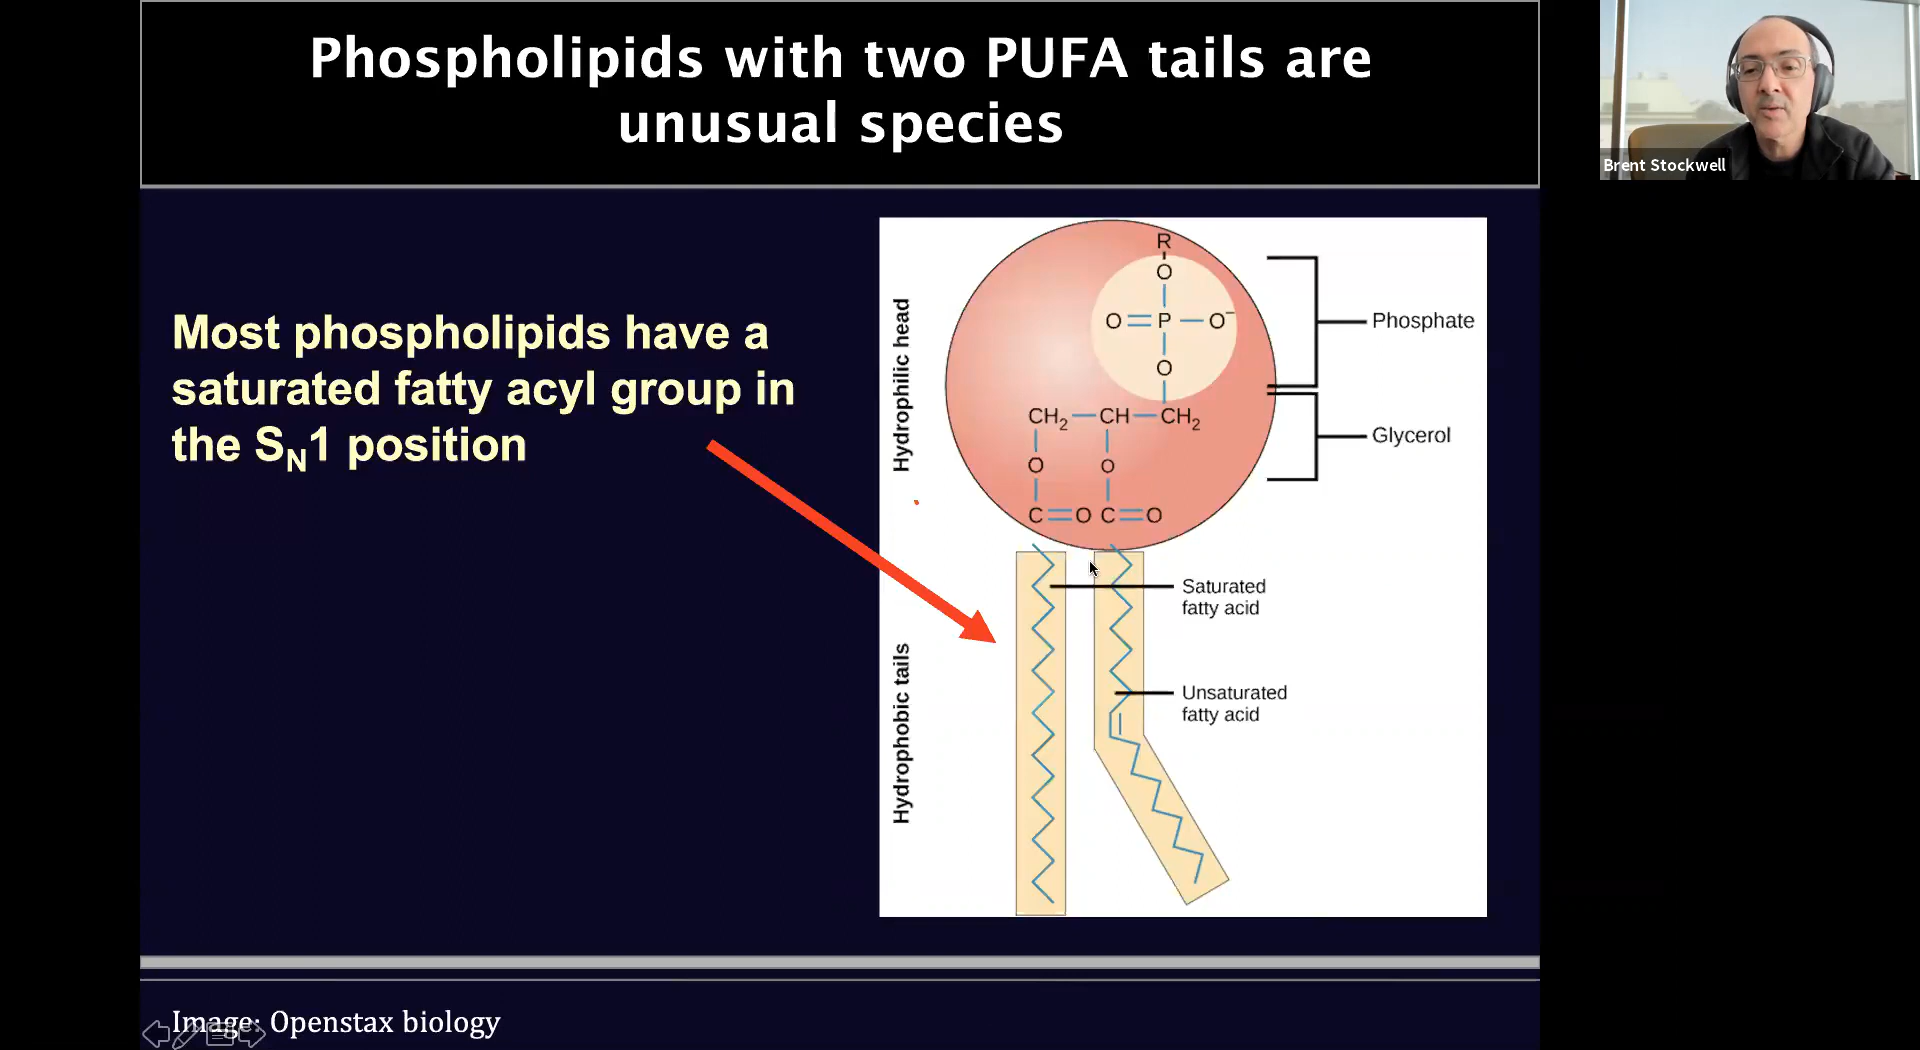 Phospholipids with two PUFA tails are
unusual species
Brent Stockwell
Most phospholipids have a
saturated fatty acyl group in
the S_N1 position
Hydrophilic head
Hydrophobic tails
R
O
O P O⁻
O
CH₂ CH CH₂
O O
C O C O
Phosphate
Glycerol
Saturated
fatty acid
Unsaturated
fatty acid
Image: Openstax biology